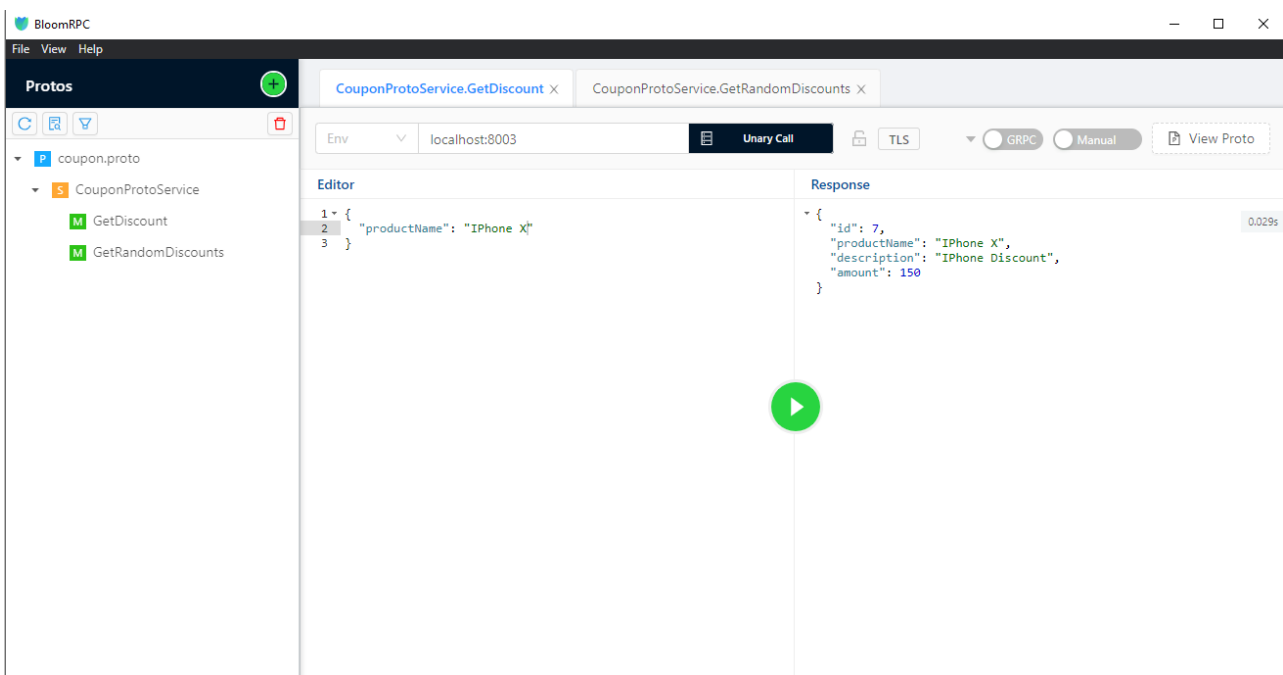 BloomRPC
File View Help
Protos
CouponProtoService.GetDiscount
CouponProtoService.GetRandomDiscounts
Env
localhost:8003
Unary Call
TLS
GRPC
Manual
View Proto
P coupon.proto
S CouponProtoService
M GetDiscount
M GetRandomDiscounts
Editor
1 {
2 "productName": "IPhone X"
3 }
Response
{
"id": 7,
"productName": "IPhone X",
"description": "IPhone Discount",
"amount": 150
}
0.029s